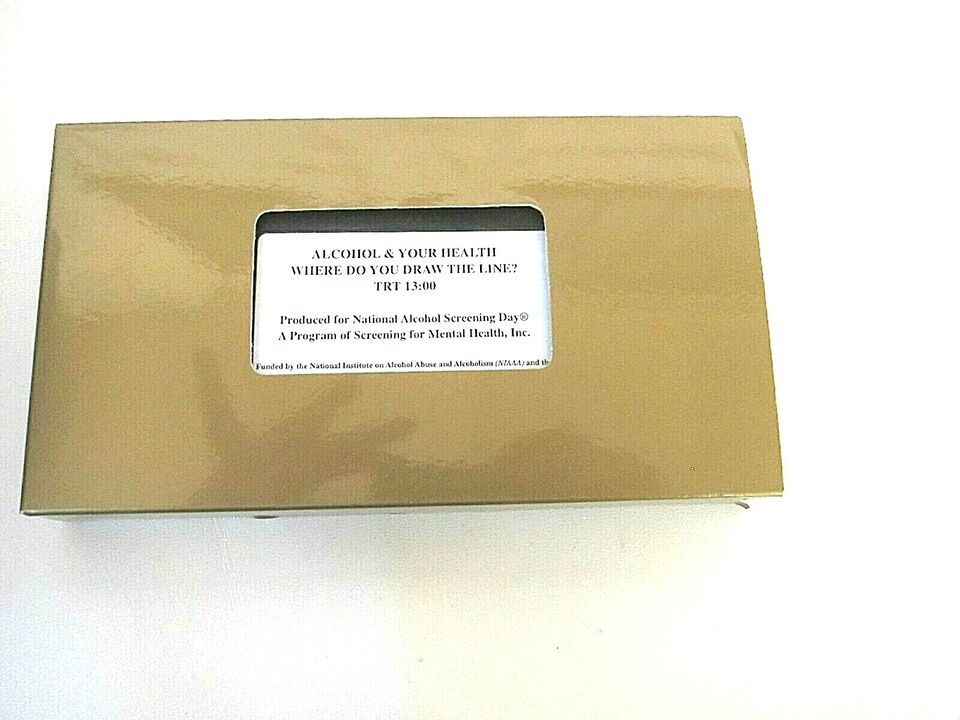 ALCOHOL & YOUR HEALTH
WHERE DO YOU DRAW THE LINE?
TRT 13:00
Produced for National Alcohol Screening Day®
A Program of Screening for Mental Health, Inc.
Funded by the National Institute on Alcohol Abuse and Alcoholism (NIAAA) and th